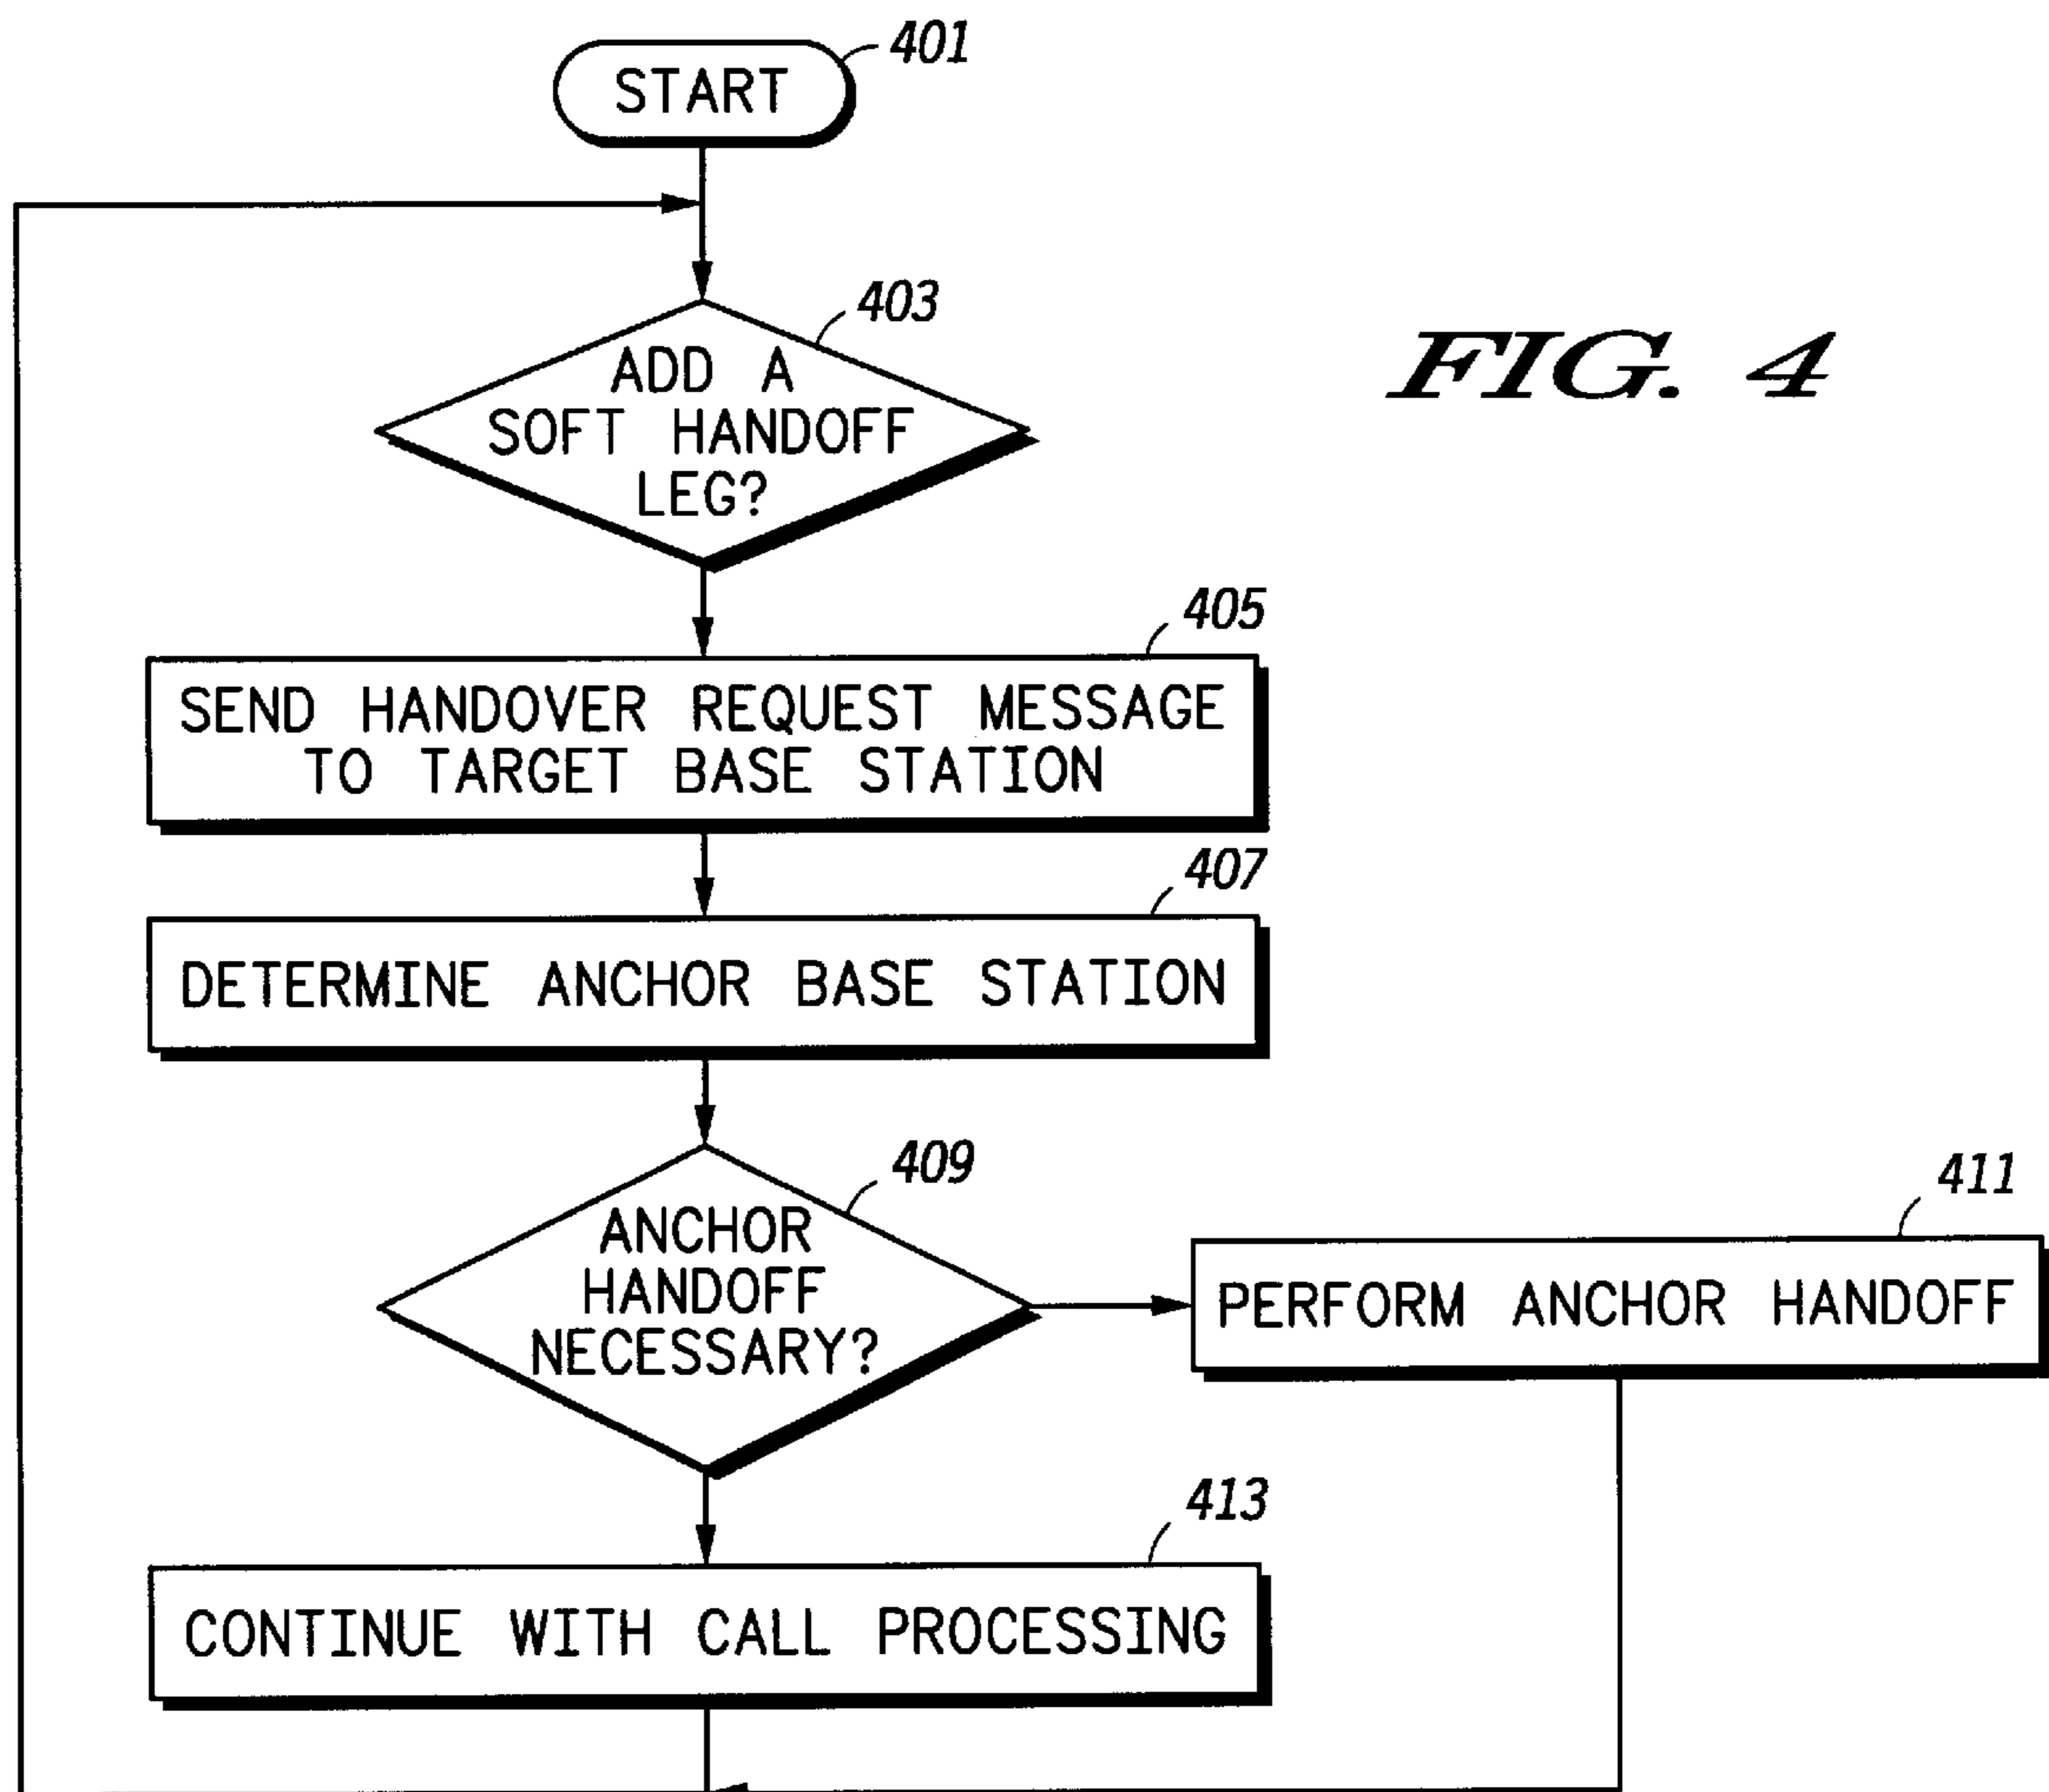 START
401
403
ADD A
SOFT HANDOFF
LEG?
FIG. 4
405
SEND HANDOVER REQUEST MESSAGE
TO TARGET BASE STATION
407
DETERMINE ANCHOR BASE STATION
409
ANCHOR
HANDOFF
NECESSARY?
411
PERFORM ANCHOR HANDOFF
413
CONTINUE WITH CALL PROCESSING